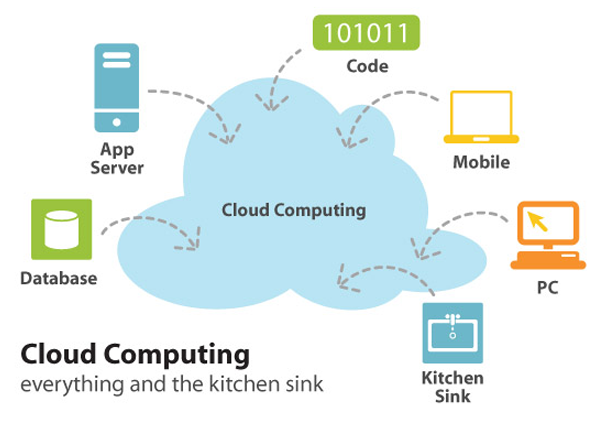 101011
Code
App
Server
Mobile
Cloud Computing
Database
PC
Kitchen
Sink
Cloud Computing
everything and the kitchen sink